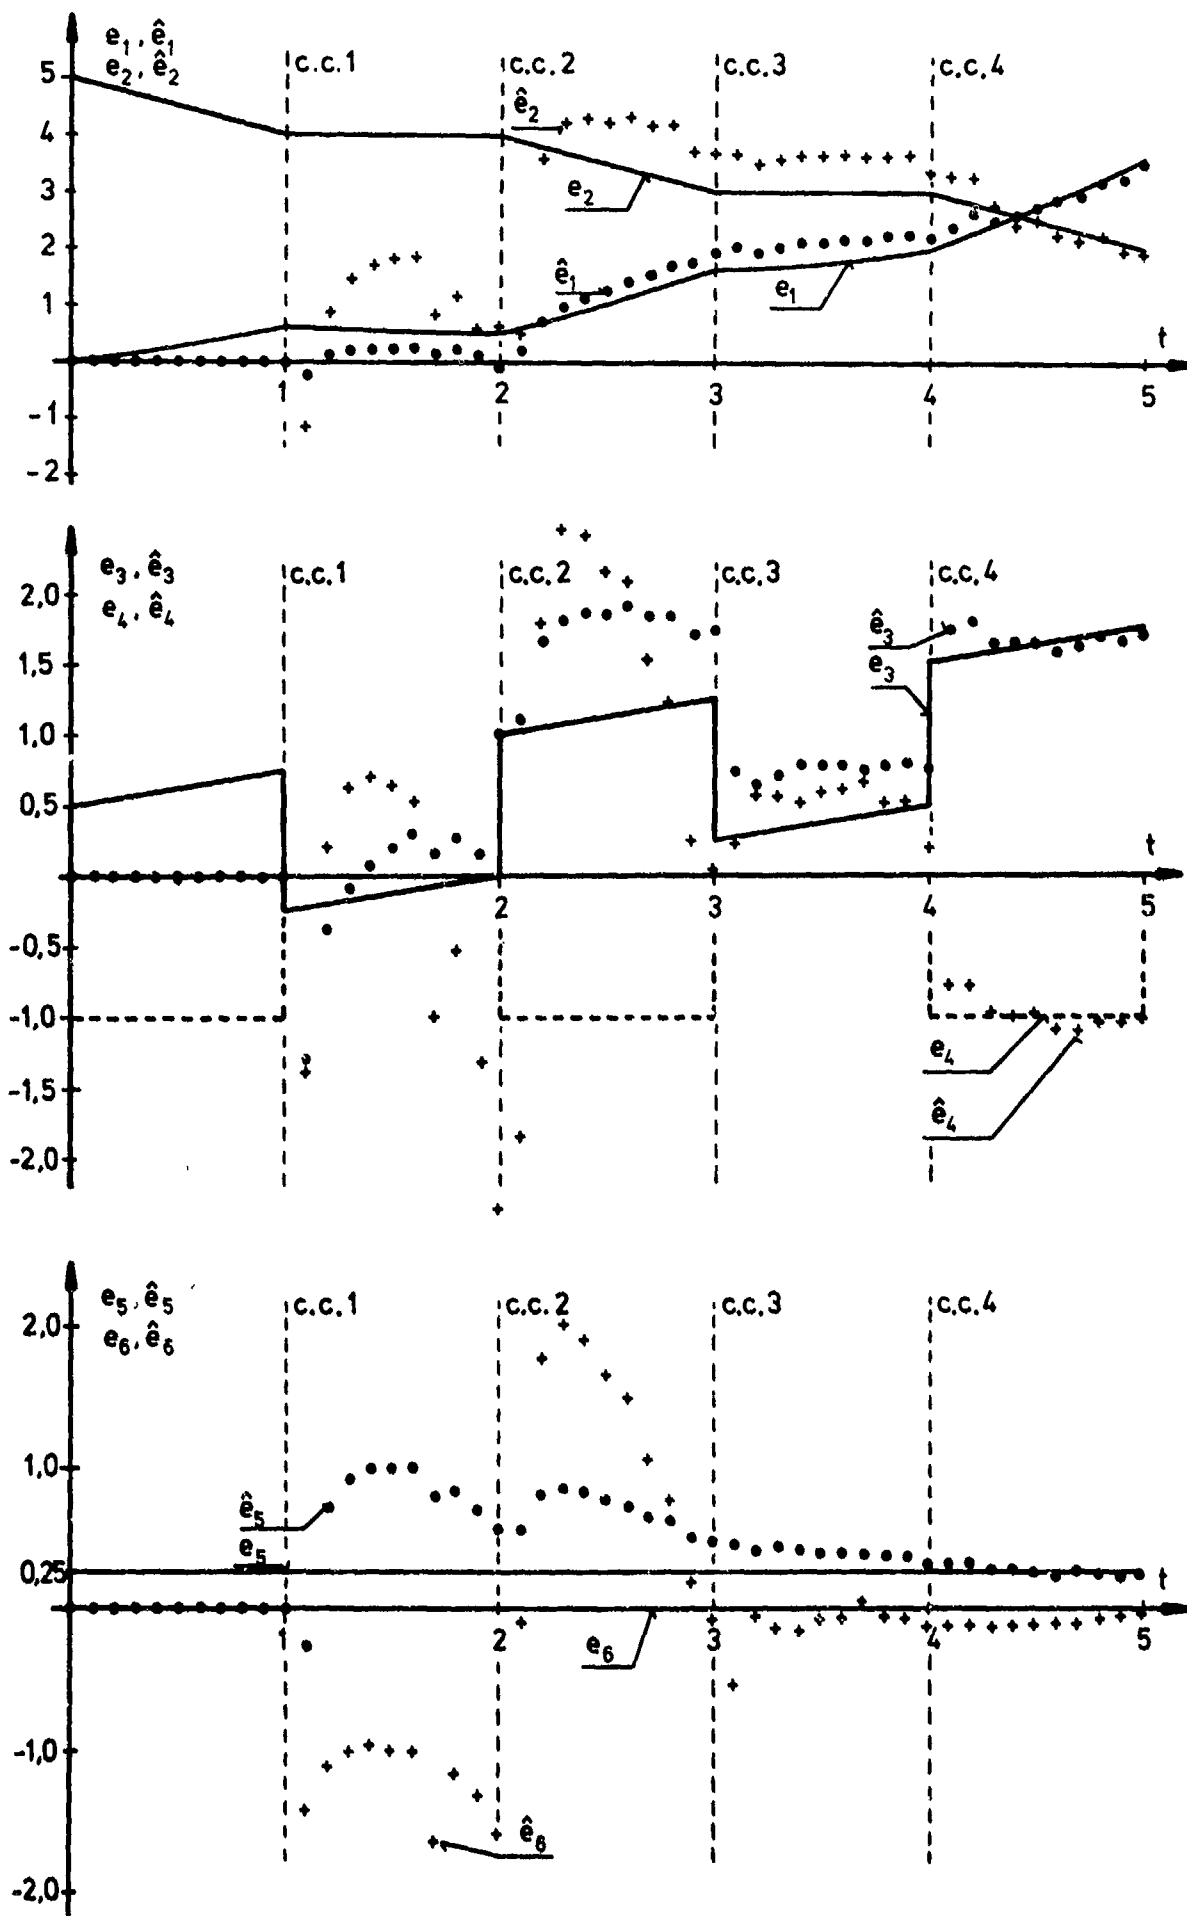 e₁, ê₁
e₂, ê₂
c.c.1
c.c.2
c.c.3
c.c.4
5
4
3
2
1
-1
-2
ê₂
e₂
ê₁
e₁
t
1
2
3
4
5
e₃, ê₃
e₄, ê₄
c.c.1
c.c.2
c.c.3
c.c.4
2,0
1,5
1,0
0,5
-0,5
-1,0
-1,5
-2,0
ê₃
e₃
t
2
3
4
5
e₄
ê₄
e₅, ê₅
e₆, ê₆
c.c.1
c.c.2
c.c.3
c.c.4
2,0
1,0
0,25
-1,0
-2,0
ê₅
e₅
t
2
3
4
5
e₆
ê₆